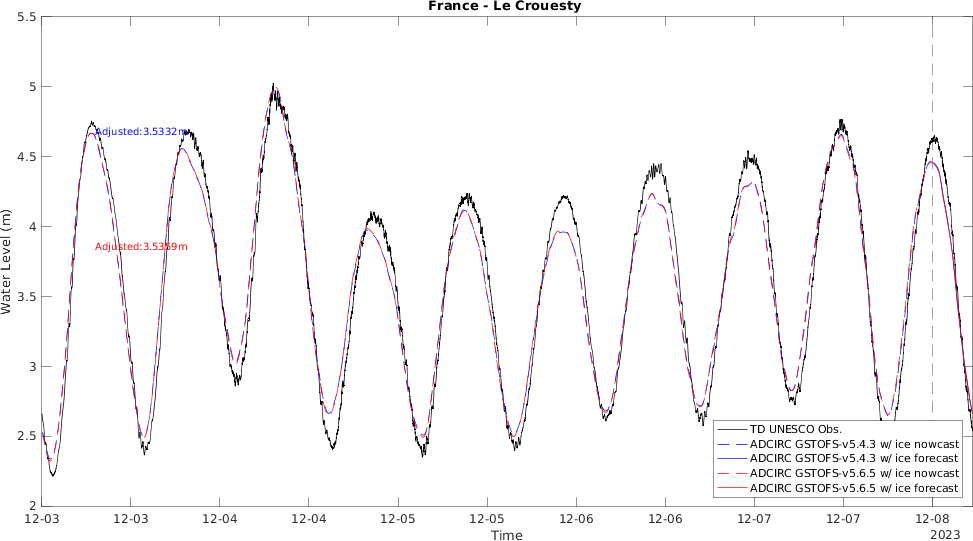 France - Le Crouesty
5.5
5
4.5
4
3.5
3
2.5
2
Water Level (m)
Adjusted:3.5332m
Adjusted:3.5359m
TD UNESCO Obs.
ADCIRC GSTOFS-v5.4.3 w/ ice nowcast
ADCIRC GSTOFS-v5.4.3 w/ ice forecast
ADCIRC GSTOFS-v5.6.5 w/ ice nowcast
ADCIRC GSTOFS-v5.6.5 w/ ice forecast
12-03 12-03 12-04 12-04 12-05 12-05 12-06 12-06 12-07 12-07 12-08
Time
2023